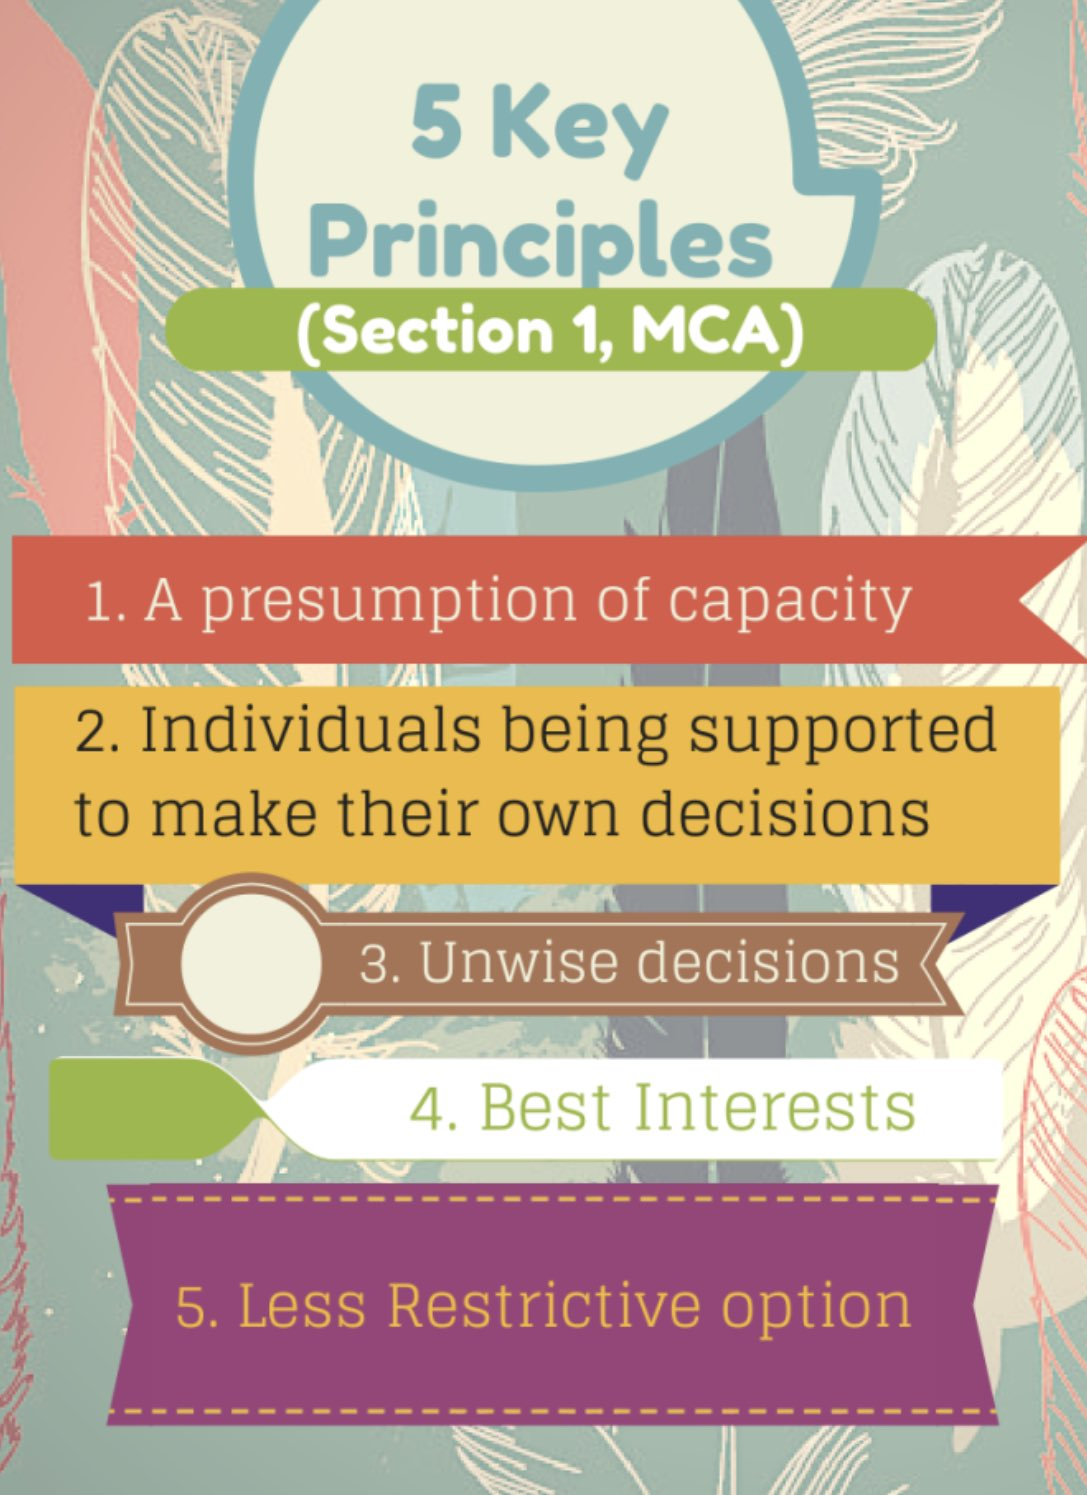 5 Key
Principles
(Section 1, MCA)
1. A presumption of capacity
2. Individuals being supported
to make their own decisions
3. Unwise decisions
4. Best Interests
5. Less Restrictive option